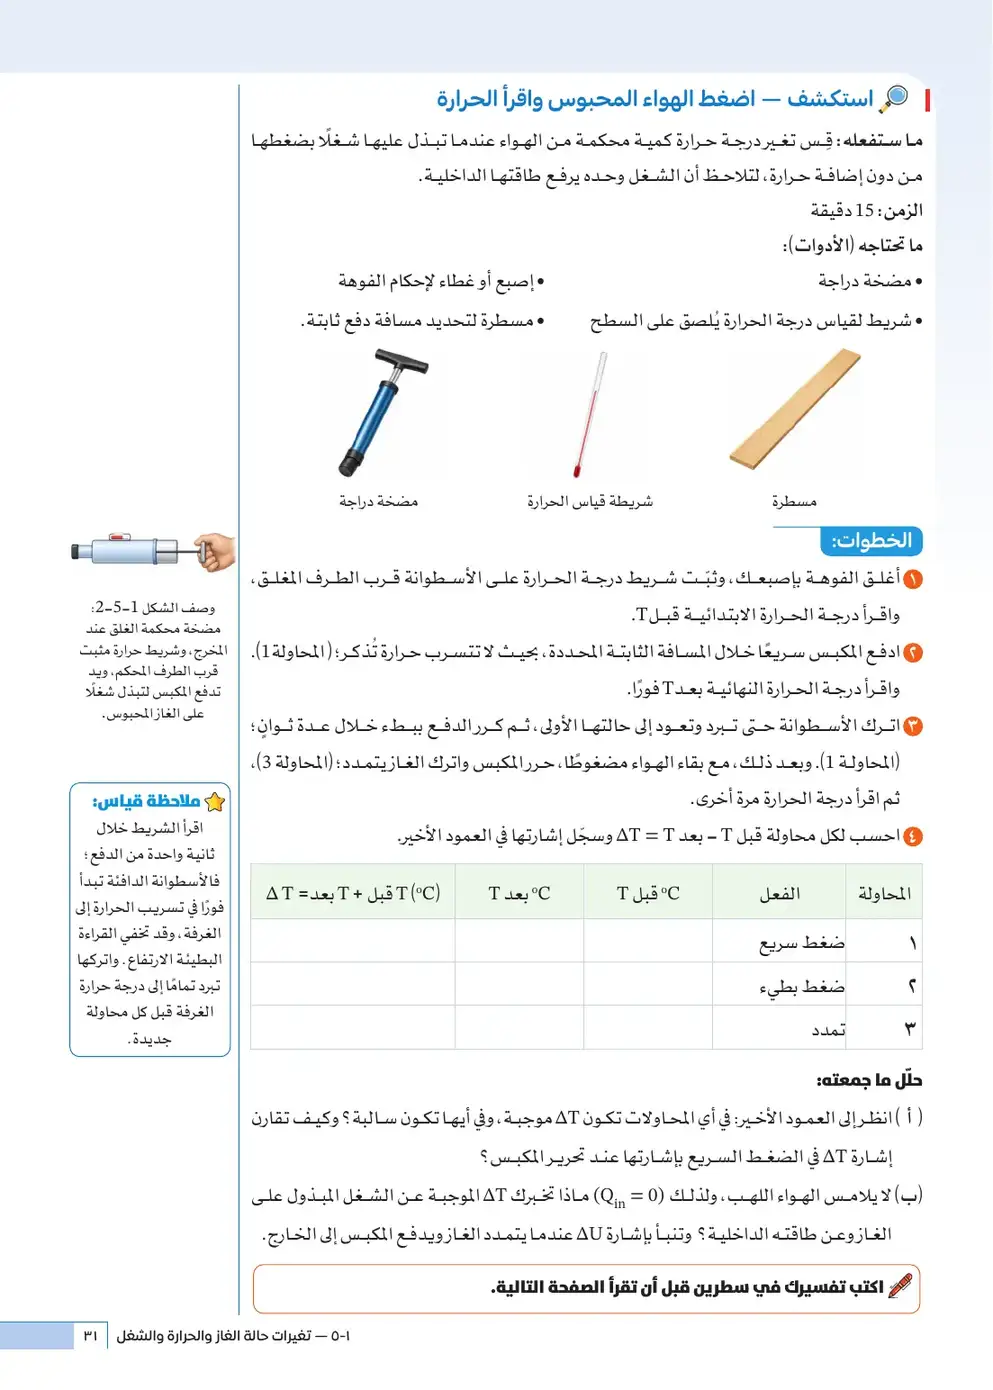 استكشف — اضغط الهواء المحبوس واقرأ الحرارة
ما ستفعله: قِس تغير درجة حرارة كمية محكمة من الهواء عندما تبذل عليها شغلًا بضغطها
من دون إضافة حرارة، لتلاحظ أن الشغل وحده يرفع طاقتها الداخلية.
الزمن: 15 دقيقة
ما تحتاجه (الأدوات):
• مضخة دراجة
• إصبع أو غطاء لإحكام الفوهة
• شريط لقياس درجة الحرارة يُلصق على السطح
• مسطرة لتحديد مسافة دفع ثابتة.
مسطرة
شريطة قياس الحرارة
مضخة دراجة
الخطوات:
١ أغلق الفوهة بإصبعك، وثبّت شريط درجة الحرارة على الأسطوانة قرب الطرف المغلق،
واقرأ درجة الحرارة الابتدائية قبل T.
٢ ادفع المكبس سريعًا خلال المسافة الثابتة المحددة، بحيث لا تتسرب حرارة تُذكر؛ (المحاولة 1).
واقرأ درجة الحرارة النهائية بعد T فورًا.
٣ اترك الأسطوانة حتى تبرد وتعود إلى حالتها الأولى، ثم كرر الدفع ببطء خلال عدة ثوانٍ؛
(المحاولة 1). وبعد ذلك، مع بقاء الهواء مضغوطًا، حرر المكبس واترك الغاز يتمدد؛ (المحاولة 3)،
ثم اقرأ درجة الحرارة مرة أخرى.
٤ احسب لكل محاولة قبل T – بعد ΔT = T وسجّل إشارتها في العمود الأخير.
المحاولة الفعل °C قبل T °C بعد T T (°C) قبل + T بعد = Δ T
١ ضغط سريع
٢ ضغط بطيء
٣ تمدد
حلّل ما جمعته:
( أ ) انظر إلى العمود الأخير: في أي المحاولات تكون ΔT موجبة، وفي أيها تكون سالبة؟ وكيف تقارن
إشارة ΔT في الضغط السريع بإشارتها عند تحرير المكبس؟
(ب) لا يلامس الهواء اللهب، ولذلك (Qin = 0) ماذا تخبرك ΔT الموجبة عن الشغل المبذول على
الغاز وعن طاقته الداخلية؟ وتنبأ بإشارة ΔU عندما يتمدد الغاز ويدفع المكبس إلى الخارج.
اكتب تفسيرك في سطرين قبل أن تقرأ الصفحة التالية.
وصف الشكل 1-5-2:
مضخة محكمة الغلق عند
المخرج، وشريط حرارة مثبت
قرب الطرف المحكم، ويد
تدفع المكبس لتبذل شغلًا
على الغاز المحبوس.
ملاحظة قياس:
اقرأ الشريط خلال
ثانية واحدة من الدفع؛
فالأسطوانة الدافئة تبدأ
فورًا في تسريب الحرارة إلى
الغرفة، وقد تخفي القراءة
البطيئة الارتفاع. واتركها
تبرد تمامًا إلى درجة حرارة
الغرفة قبل كل محاولة
جديدة.
١-٥ — تغيرات حالة الغاز والحرارة والشغل
٣١